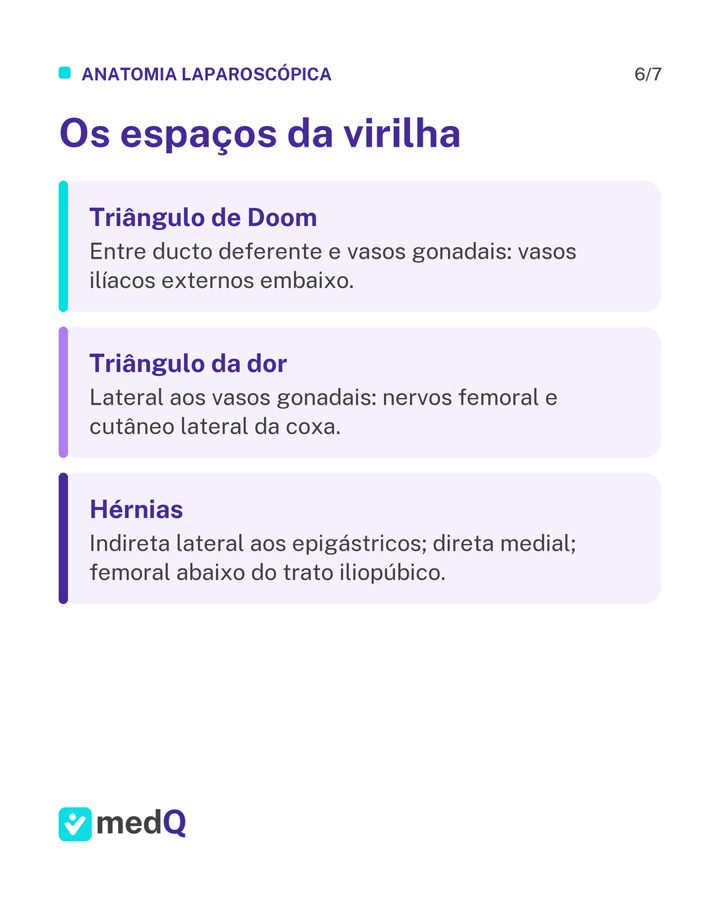 ANATOMIA LAPAROSCÓPICA
6/7
Os espaços da virilha
Triângulo de Doom
Entre ducto deferente e vasos gonadais: vasos
ilíacos externos embaixo.
Triângulo da dor
Lateral aos vasos gonadais: nervos femoral e
cutâneo lateral da coxa.
Hérnias
Indireta lateral aos epigástricos; direta medial;
femoral abaixo do trato iliopúbico.
medQ